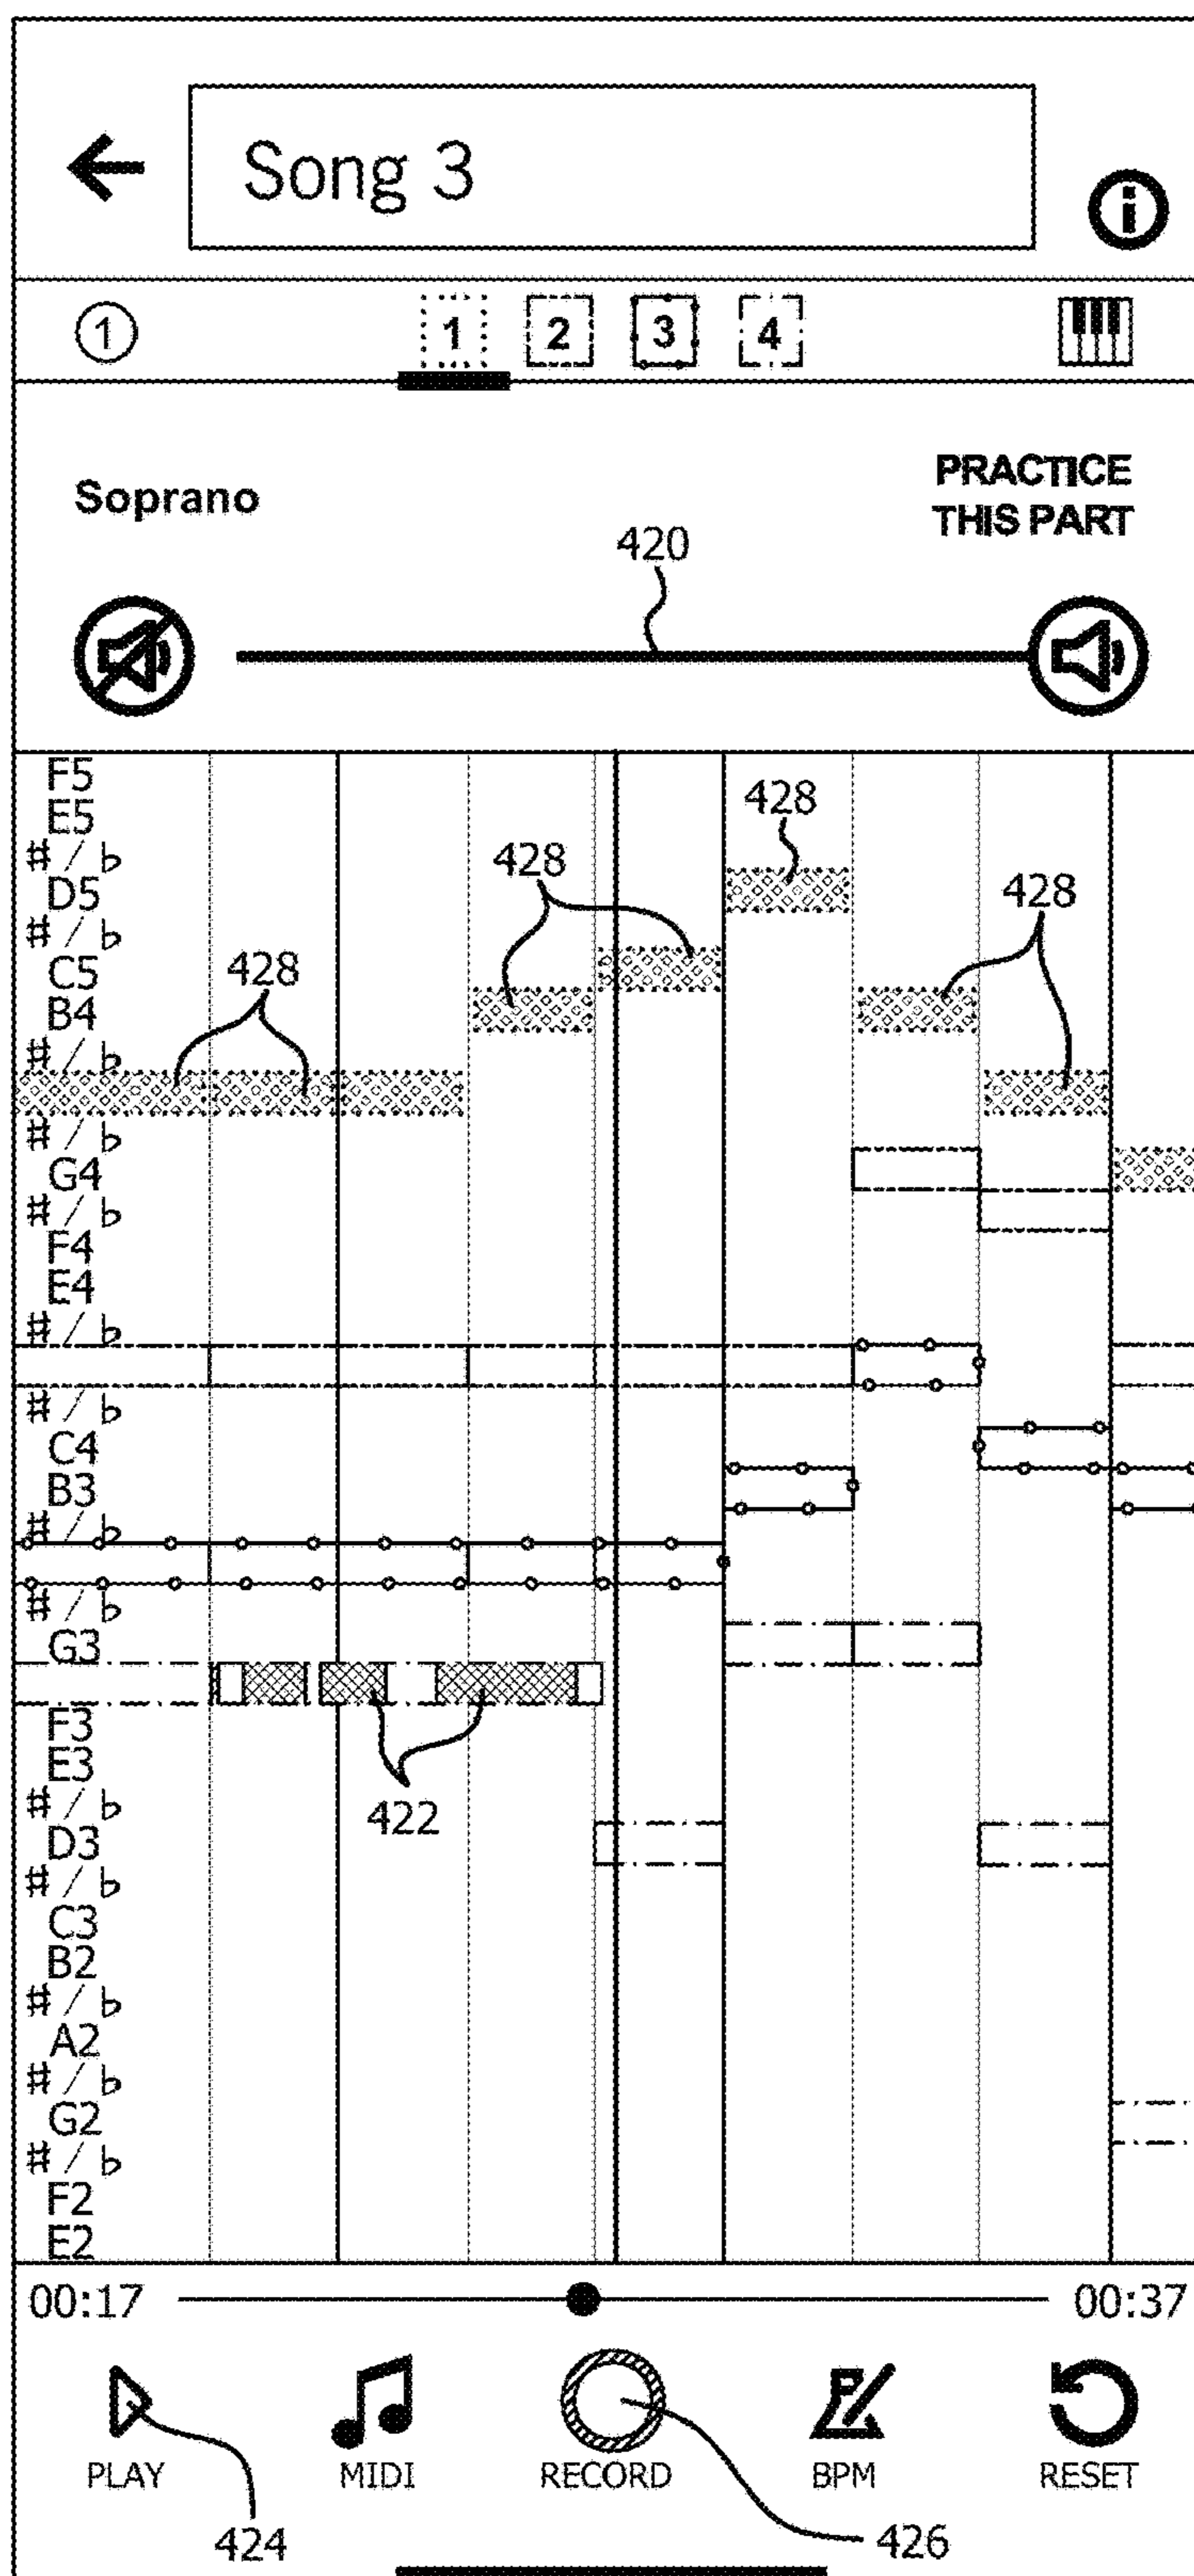 Song 3
1 1 2 3 4
Soprano
PRACTICE
THIS PART
420
F5
E5
428
♯/♭
428
D5
428
♯/♭
428
C5
B4
♯/♭
♯/♭
G4
♯/♭
F4
E4
♯/♭
♯/♭
C4
B3
♯/♭
♯/♭
G3
F3
E3
♯/♭
422
D3
♯/♭
C3
B2
♯/♭
A2
♯/♭
G2
♯/♭
F2
E2
00:17 00:37
PLAY MIDI RECORD BPM RESET
424 426